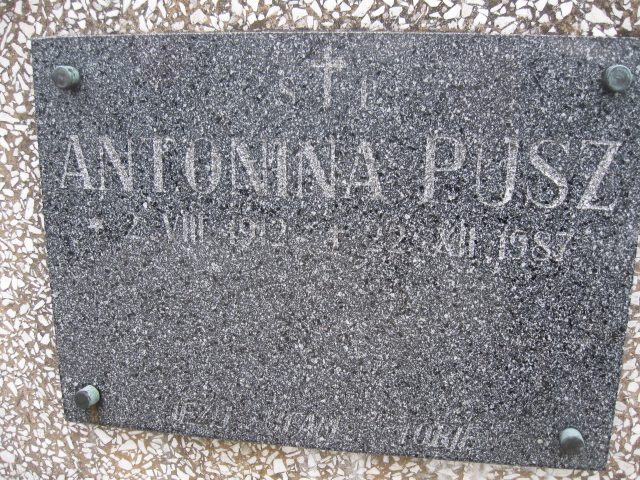 S † P
ANTONINA PUSZ
* 2 VIII 1912 - † 22 XII 1987
JEZU UFAM TOBIE